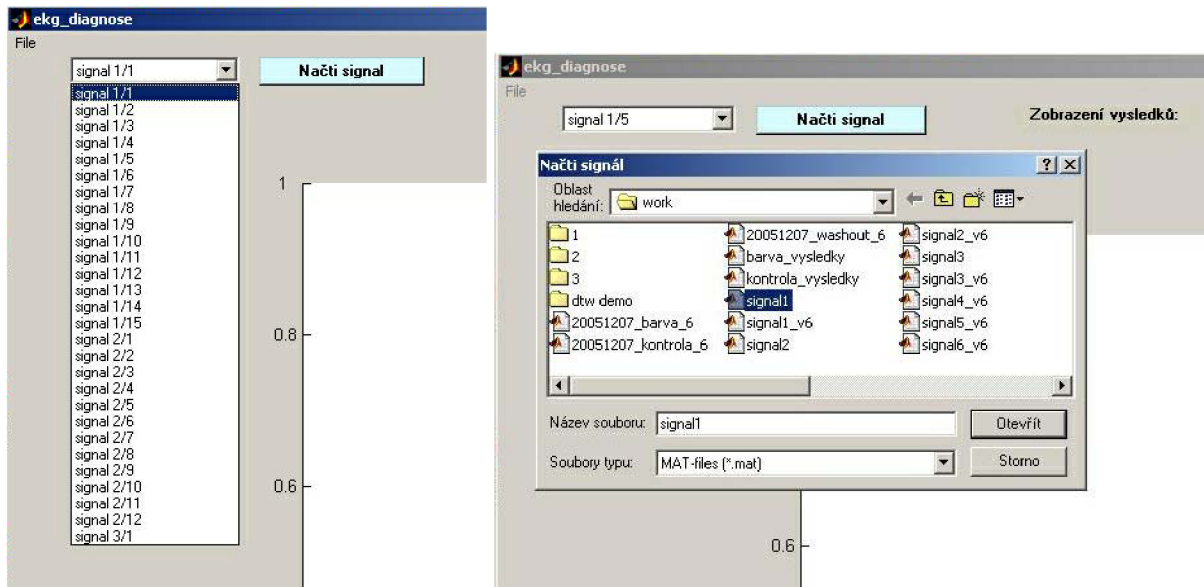 ekg_diagnose
File
signal 1/1
Načti signal
signal 1/1
signal 1/2
signal 1/3
signal 1/4
signal 1/5
signal 1/6
signal 1/7
signal 1/8
signal 1/9
signal 1/10
signal 1/11
signal 1/12
signal 1/13
signal 1/14
signal 1/15
signal 2/1
signal 2/2
signal 2/3
signal 2/4
signal 2/5
signal 2/6
signal 2/7
signal 2/8
signal 2/9
signal 2/10
signal 2/11
signal 2/12
signal 3/1
1
0.8
0.6
ekg_diagnose
File
signal 1/5
Načti signal
Zobrazení vysledků:
Načti signál
Oblast
hledání:
work
1
2
3
dtw demo
20051207_barva_6
20051207_kontrola_6
20051207_washout_6
barva_vysledky
kontrola_vysledky
signal1
signal1_v6
signal2
signal2_v6
signal3
signal3_v6
signal4_v6
signal5_v6
signal6_v6
Název souboru:
signal1
Otevřít
Soubory typu:
MAT-files (*.mat)
Storno
0.6